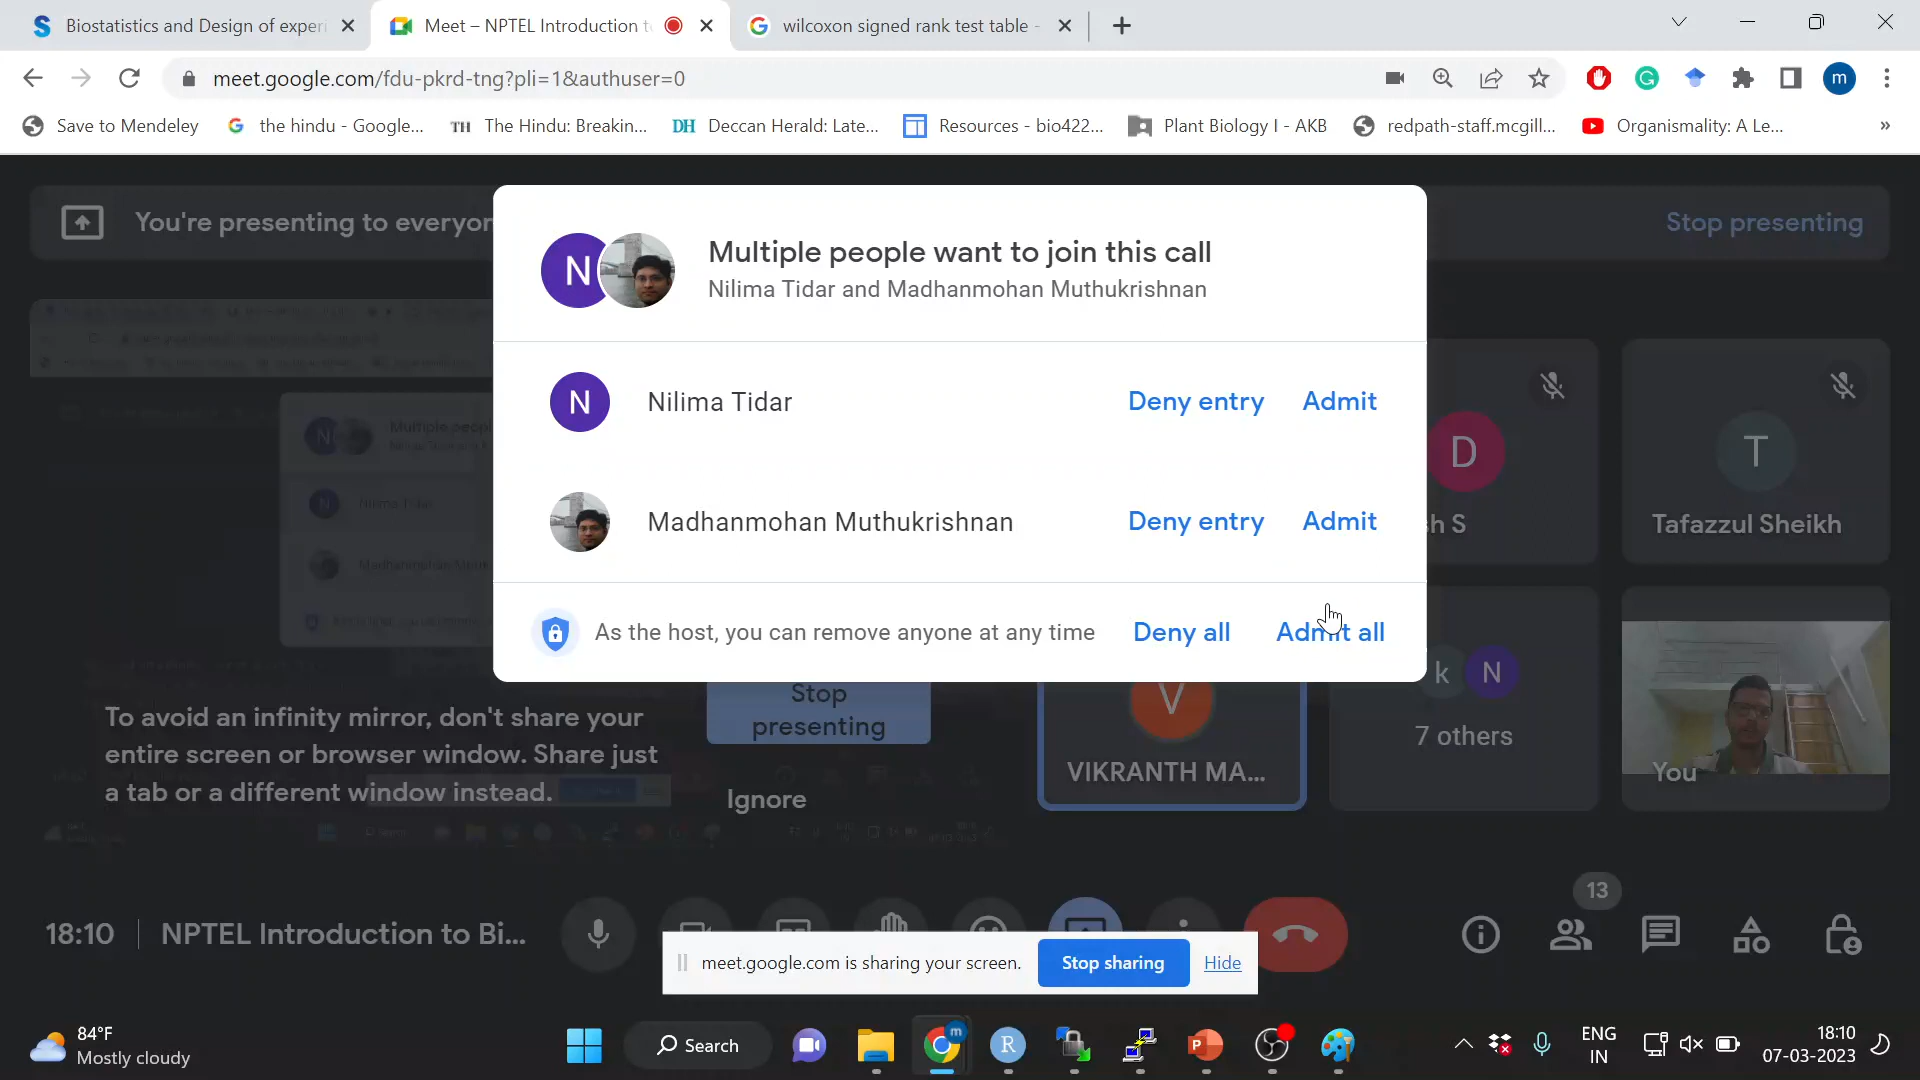 Biostatistics and Design of experi
Meet – NPTEL Introduction to
wilcoxon signed rank test table -
meet.google.com/fdu-pkrd-tng?pli=1&authuser=0
m
Save to Mendeley
the hindu - Google...
TH The Hindu: Breakin...
DH Deccan Herald: Late...
Resources - bio422...
Plant Biology I - AKB
redpath-staff.mcgill...
Organismality: A Le...
»
You're presenting to everyon
Stop presenting
N
Multiple people want to join this call
Nilima Tidar and Madhanmohan Muthukrishnan
N
Nilima Tidar
Deny entry
Admit
Madhanmohan Muthukrishnan
Deny entry
Admit
As the host, you can remove anyone at any time
Deny all
Admit all
D
h S
T
Tafazzul Sheikh
To avoid an infinity mirror, don't share your
entire screen or browser window. Share just
a tab or a different window instead.
Stop
presenting
Ignore
V
VIKRANTH MA...
k
N
7 others
You
18:10
NPTEL Introduction to Bi...
13
meet.google.com is sharing your screen.
Stop sharing
Hide
84°F
Mostly cloudy
Search
m
R
P
ENG
IN
18:10
07-03-2023